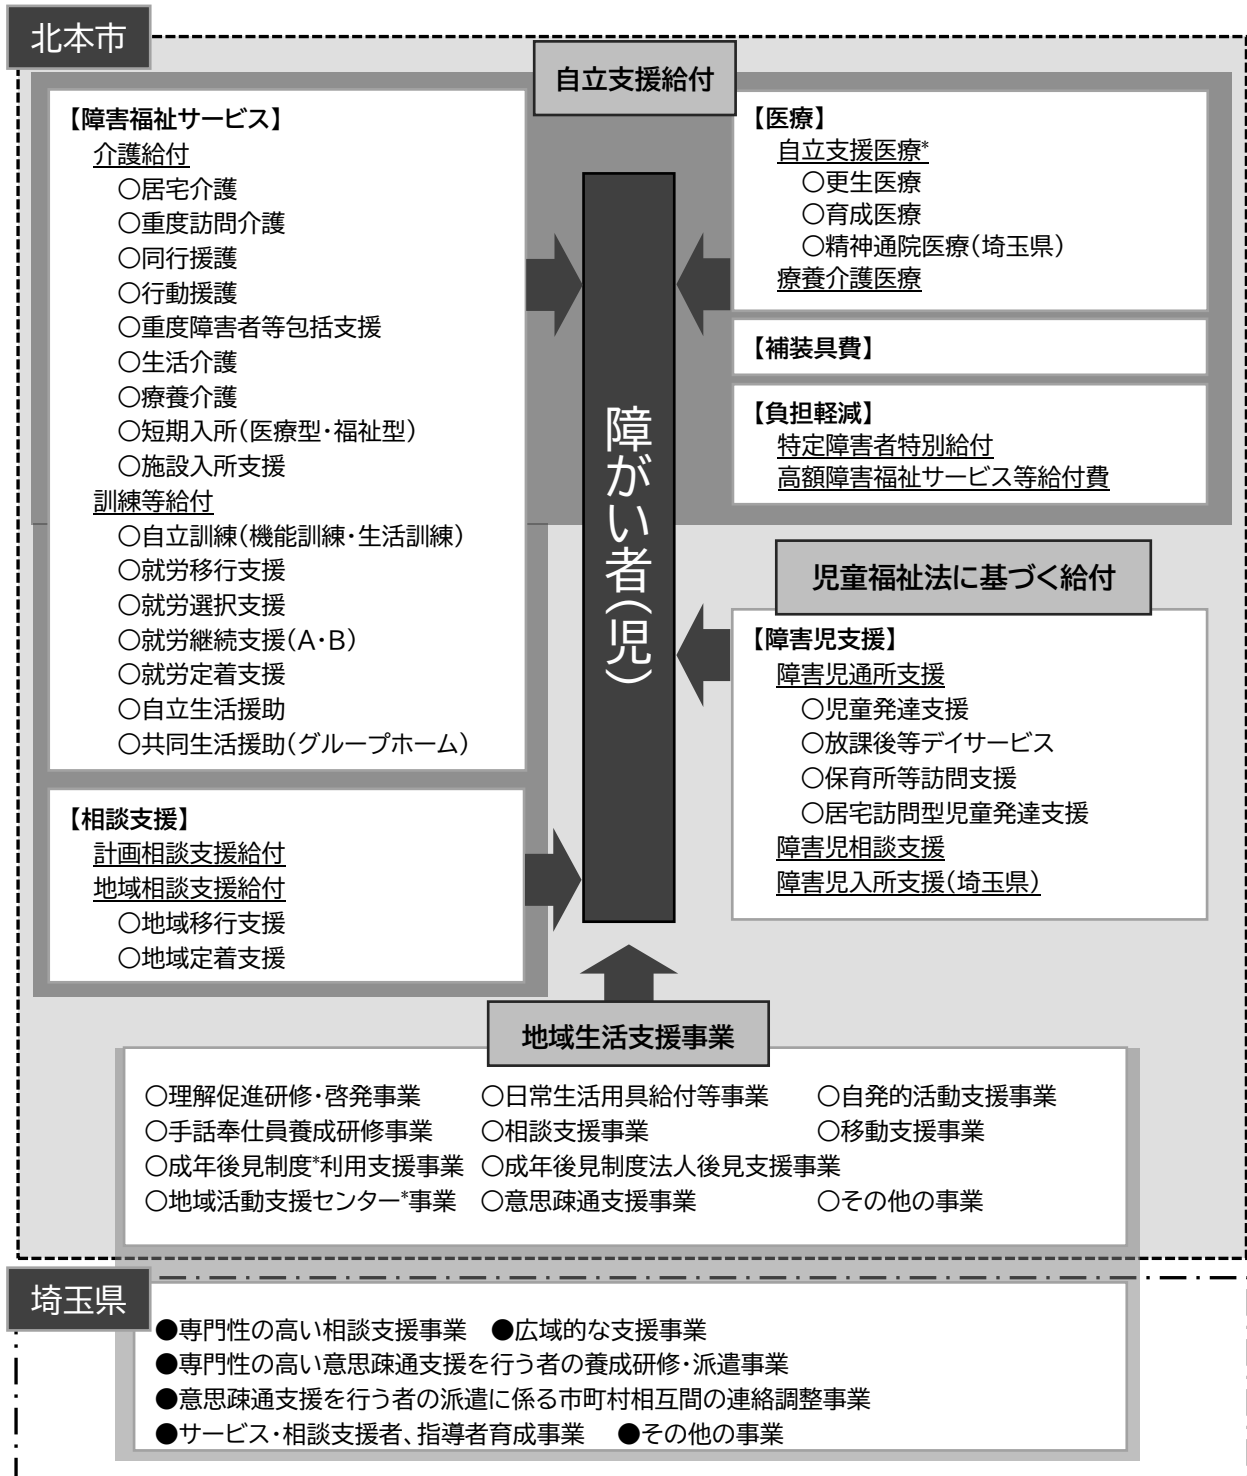 北本市
自立支援給付
【障害福祉サービス】
介護給付
○居宅介護
○重度訪問介護
○同行援護
○行動援護
○重度障害者等包括支援
○生活介護
○療養介護
○短期入所(医療型・福祉型)
○施設入所支援
訓練等給付
○自立訓練(機能訓練・生活訓練)
○就労移行支援
○就労選択支援
○就労継続支援(A・B)
○就労定着支援
○自立生活援助
○共同生活援助(グループホーム)
【相談支援】
計画相談支援給付
地域相談支援給付
○地域移行支援
○地域定着支援
障がい者(児)
【医療】
自立支援医療*
○更生医療
○育成医療
○精神通院医療(埼玉県)
療養介護医療
【補装具費】
【負担軽減】
特定障害者特別給付
高額障害福祉サービス等給付費
児童福祉法に基づく給付
【障害児支援】
障害児通所支援
○児童発達支援
○放課後等デイサービス
○保育所等訪問支援
○居宅訪問型児童発達支援
障害児相談支援
障害児入所支援(埼玉県)
地域生活支援事業
○理解促進研修・啓発事業 ○日常生活用具給付等事業 ○自発的活動支援事業
○手話奉仕員養成研修事業 ○相談支援事業 ○移動支援事業
○成年後見制度*利用支援事業 ○成年後見制度法人後見支援事業
○地域活動支援センター*事業 ○意思疎通支援事業 ○その他の事業
埼玉県
●専門性の高い相談支援事業 ●広域的な支援事業
●専門性の高い意思疎通支援を行う者の養成研修・派遣事業
●意思疎通支援を行う者の派遣に係る市町村相互間の連絡調整事業
●サービス・相談支援者、指導者育成事業 ●その他の事業